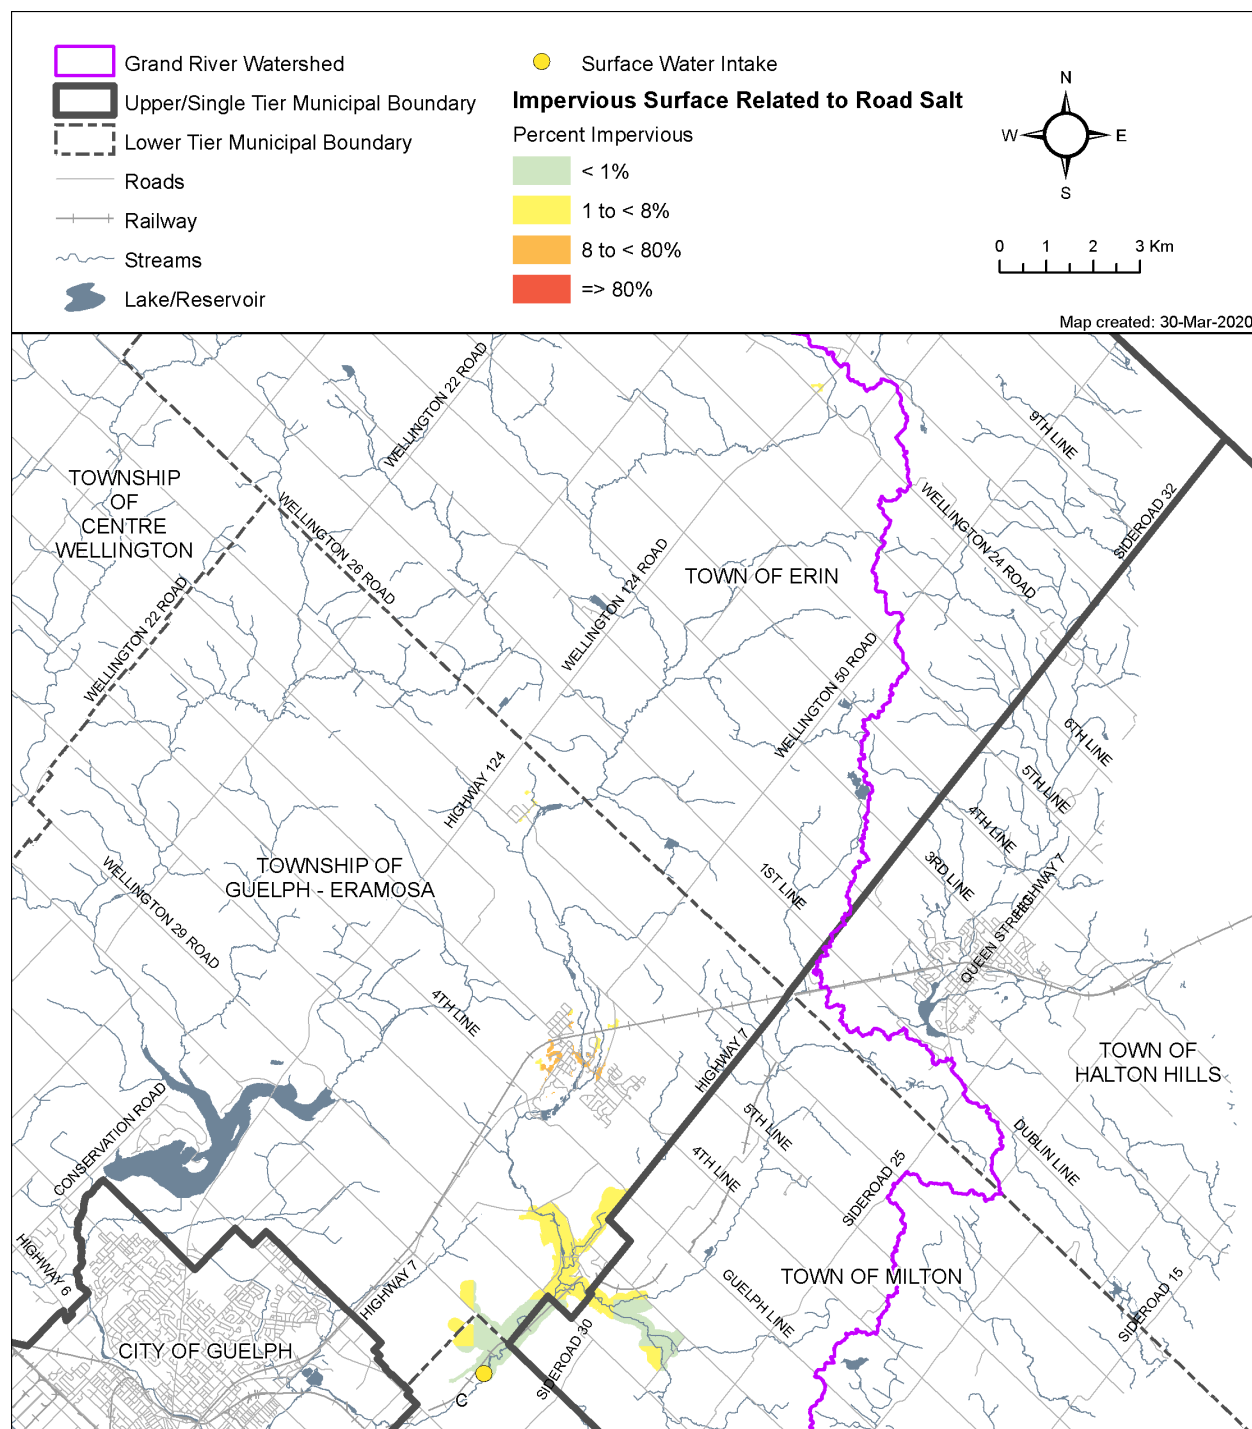 Grand River Watershed
Upper/Single Tier Municipal Boundary
Lower Tier Municipal Boundary
Roads
Railway
Streams
Lake/Reservoir
Surface Water Intake
Impervious Surface Related to Road Salt
Percent Impervious
< 1%
1 to < 8%
8 to < 80%
=> 80%
N
W
E
S
0 1 2 3 Km
Map created: 30-Mar-2020
WELLINGTON 22 ROAD
9TH LINE
TOWNSHIP
OF
CENTRE
WELLINGTON
WELLINGTON 26 ROAD
WELLINGTON 24 ROAD
SIDEROAD 32
WELLINGTON 124 ROAD
TOWN OF ERIN
WELLINGTON 22 ROAD
WELLINGTON 50 ROAD
6TH LINE
5TH LINE
HIGHWAY 124
4TH LINE
TOWNSHIP OF
GUELPH - ERAMOSA
1ST LINE
3RD LINE
HIGHWAY 7
QUEEN STREET
WELLINGTON 29 ROAD
4TH LINE
HIGHWAY 7
TOWN OF
HALTON HILLS
CONSERVATION ROAD
5TH LINE
4TH LINE
DUBLIN LINE
SIDEROAD 25
HIGHWAY 6
HIGHWAY 7
TOWN OF MILTON
GUELPH LINE
SIDEROAD 15
CITY OF GUELPH
SIDEROAD 30
C